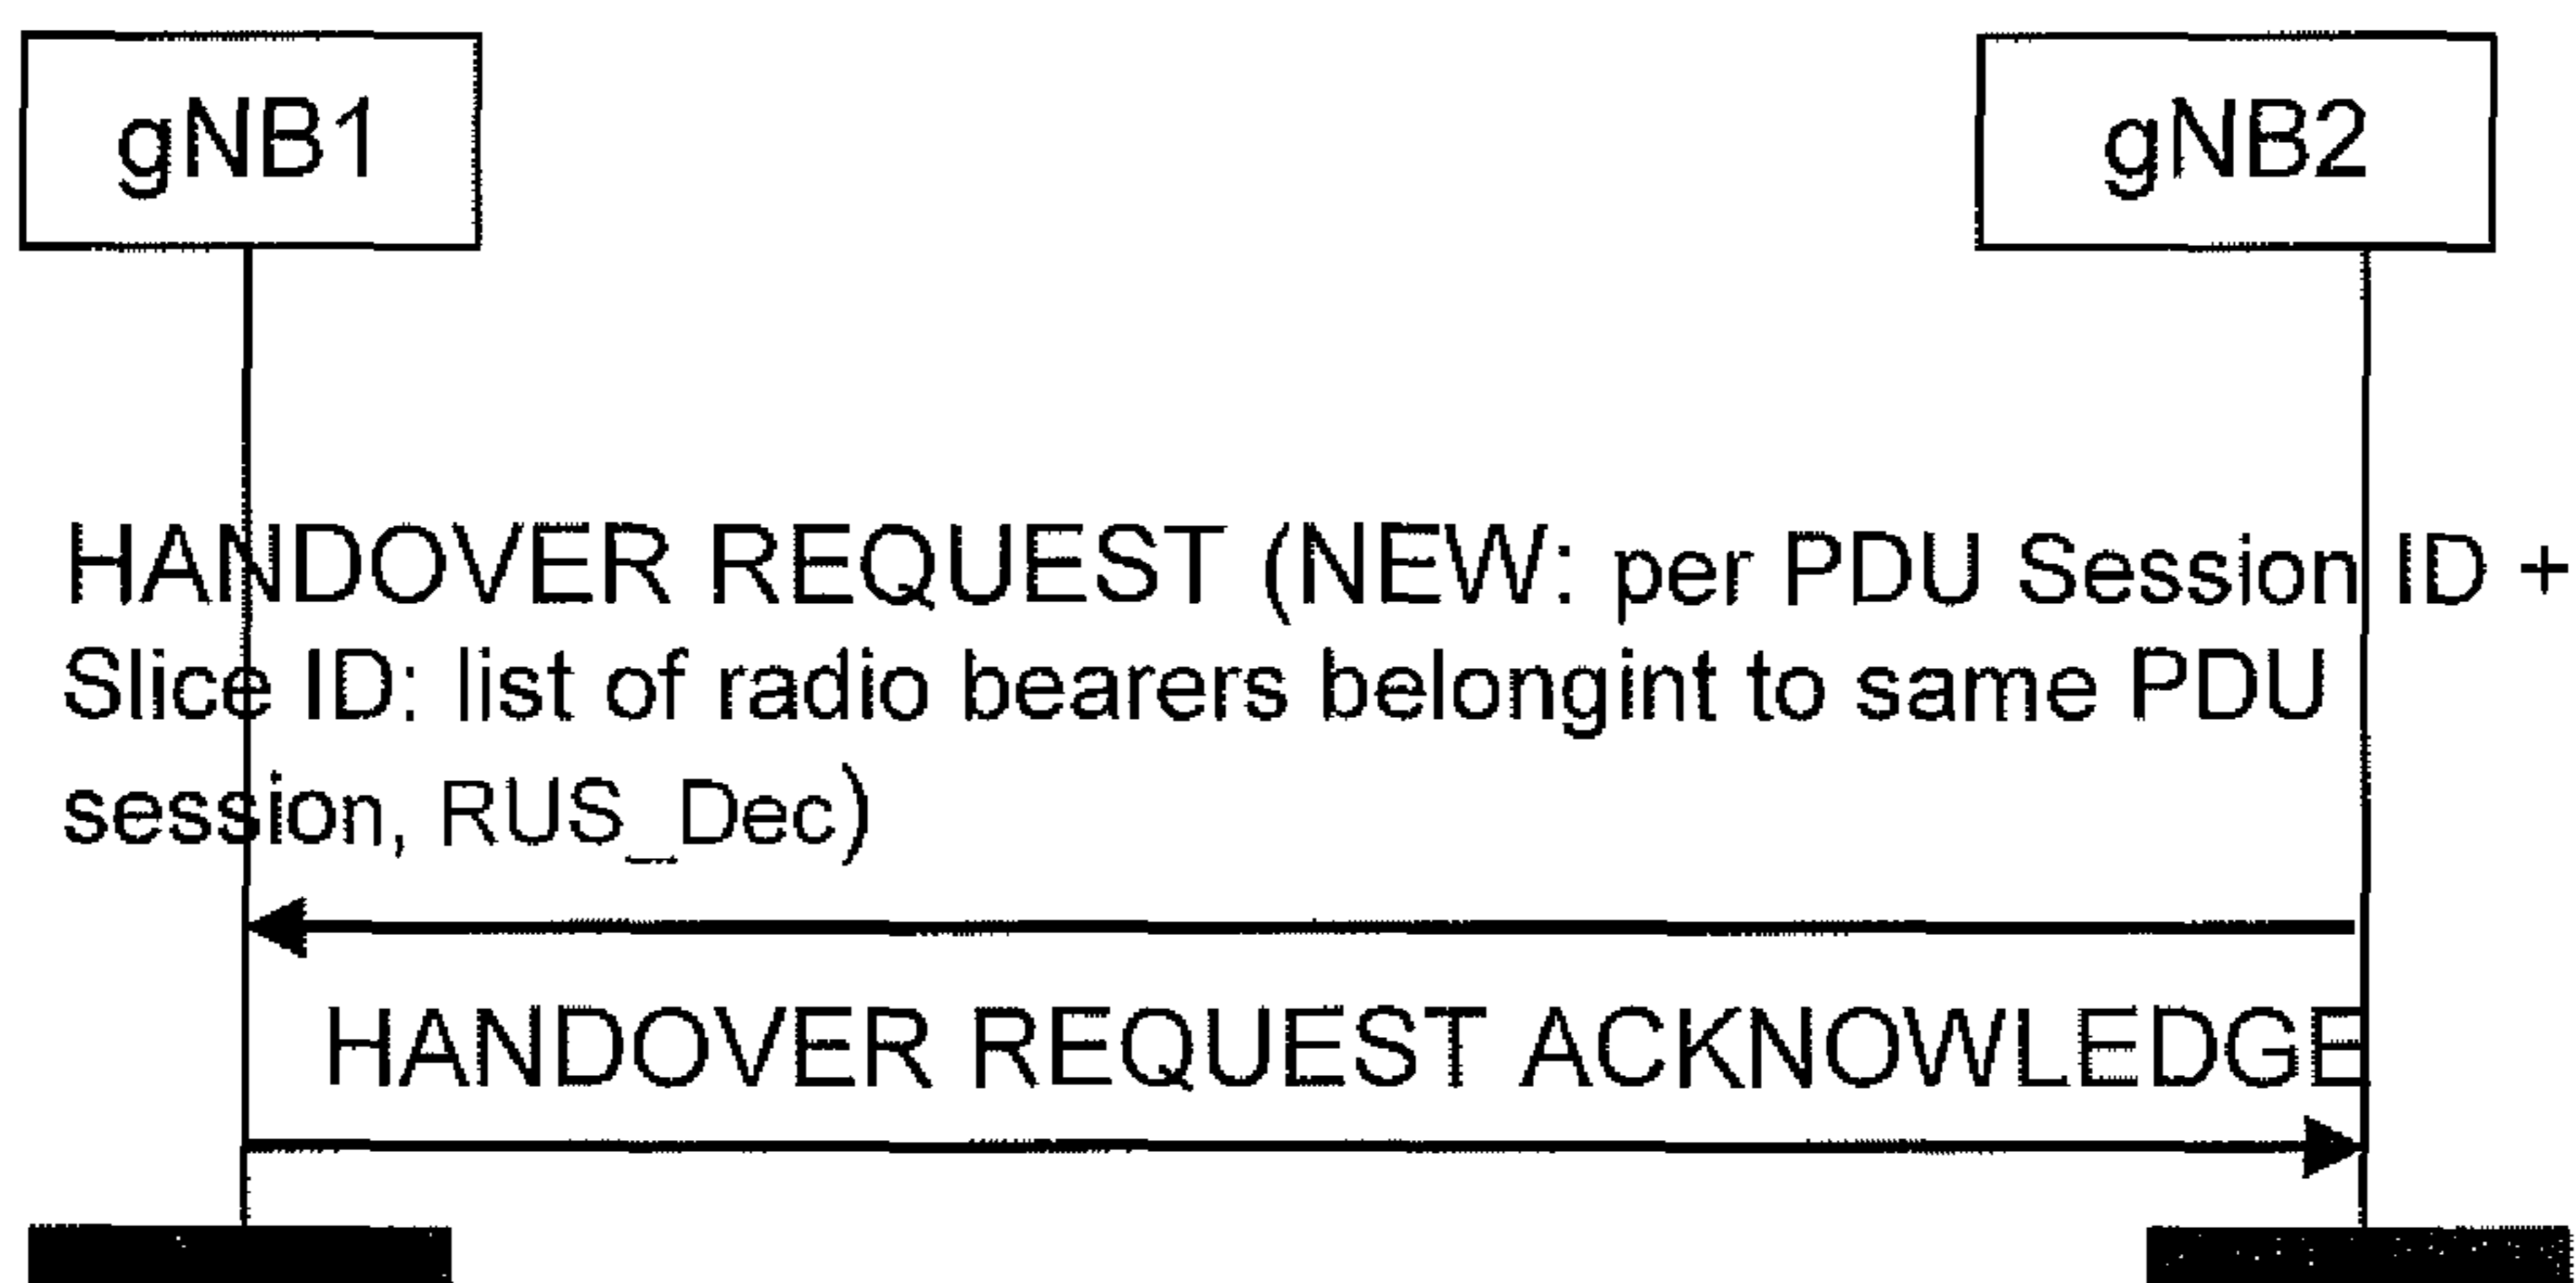 gNB1 gNB2
HANDOVER REQUEST (NEW: per PDU Session ID +
Slice ID: list of radio bearers belongint to same PDU
session, RUS_Dec)
HANDOVER REQUEST ACKNOWLEDGE